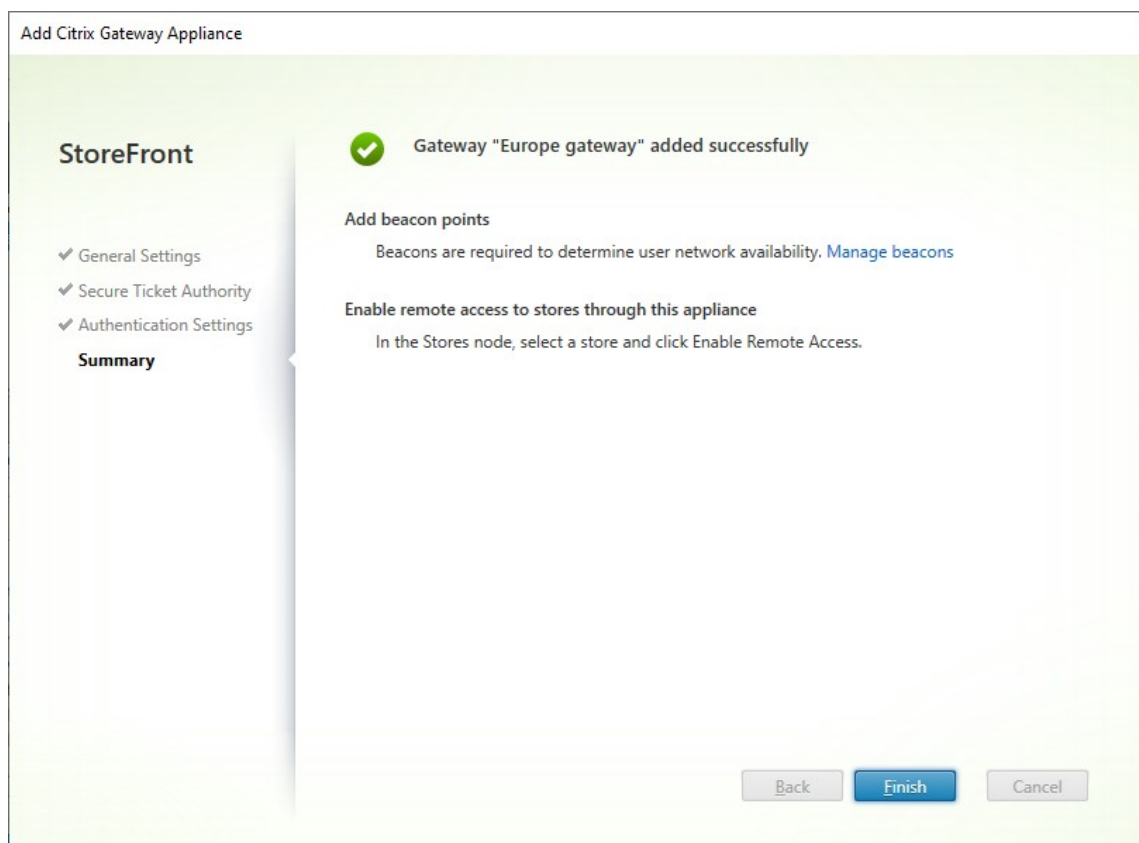 Add Citrix Gateway Appliance
StoreFront
General Settings
Secure Ticket Authority
Authentication Settings
Summary
Gateway "Europe gateway" added successfully
Add beacon points
Beacons are required to determine user network availability. Manage beacons
Enable remote access to stores through this appliance
In the Stores node, select a store and click Enable Remote Access.
Back
Finish
Cancel